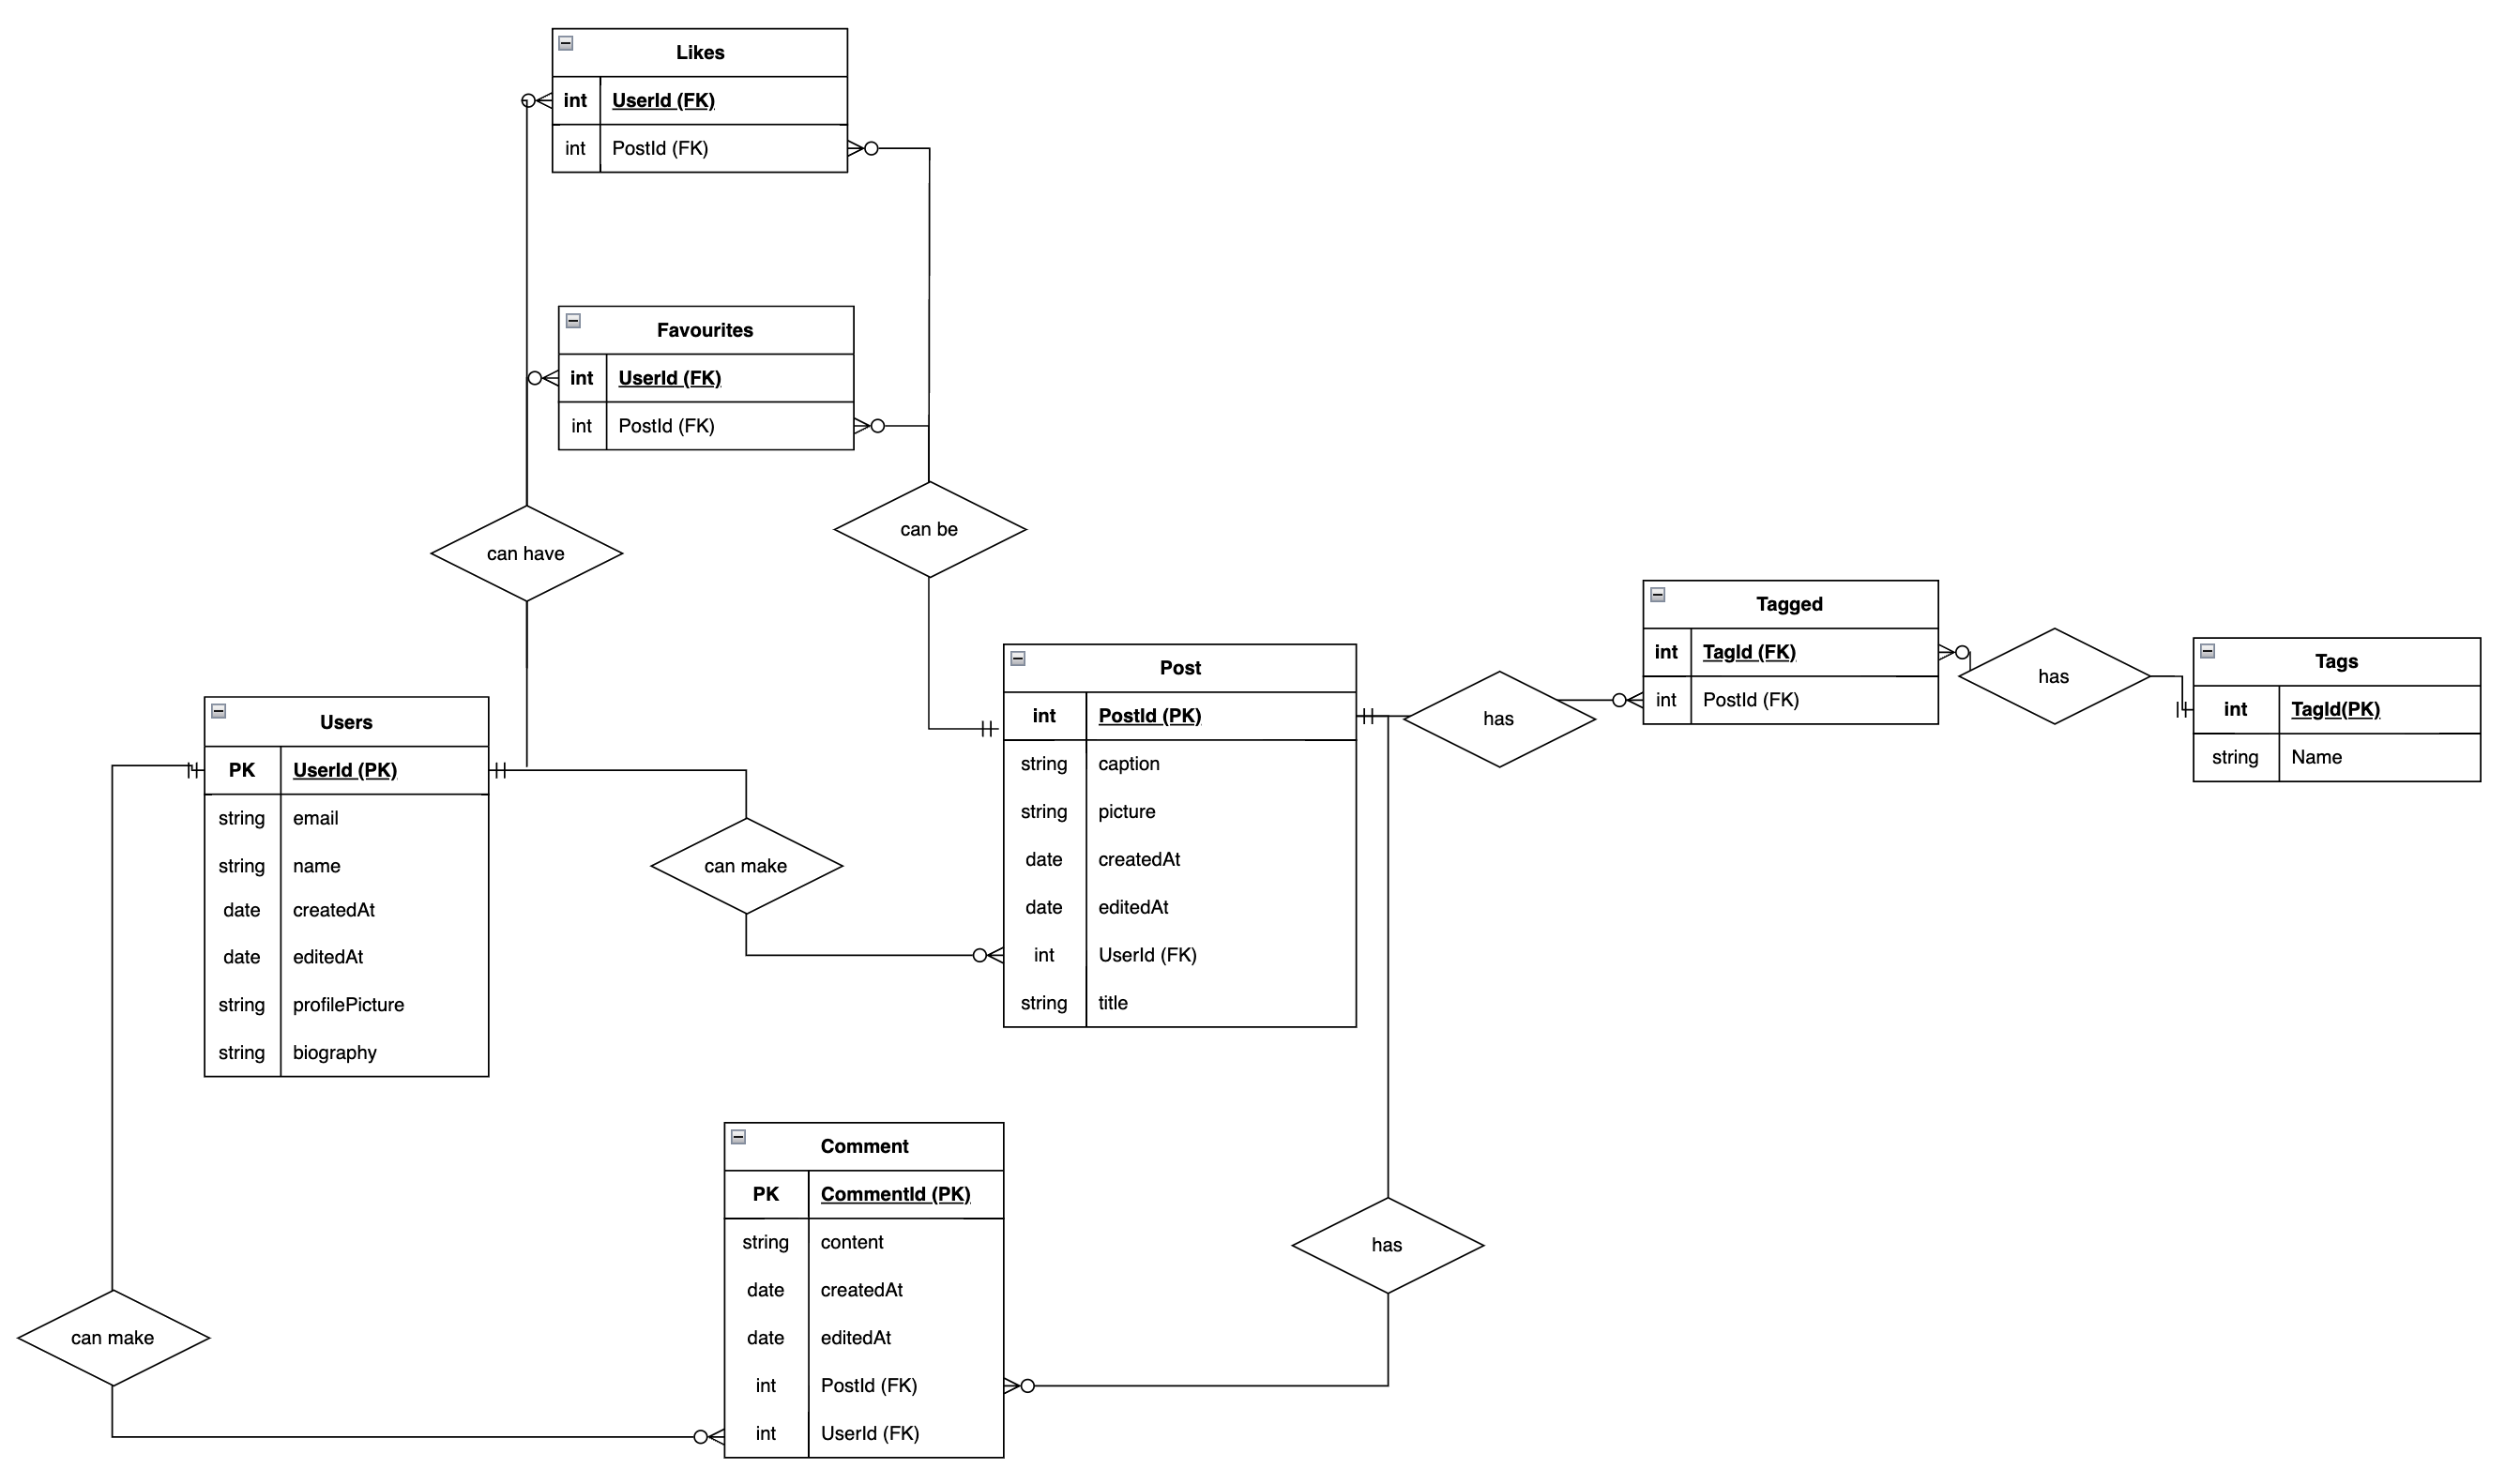 Likes
int UserId (FK)
int PostId (FK)
Favourites
int UserId (FK)
int PostId (FK)
can have
can be
Users
PK UserId (PK)
string email
string name
date createdAt
date editedAt
string profilePicture
string biography
can make
Post
int PostId (PK)
string caption
string picture
date createdAt
date editedAt
int UserId (FK)
string title
has
Tagged
int TagId (FK)
int PostId (FK)
has
Tags
int TagId(PK)
string Name
can make
Comment
PK CommentId (PK)
string content
date createdAt
date editedAt
int PostId (FK)
int UserId (FK)
has